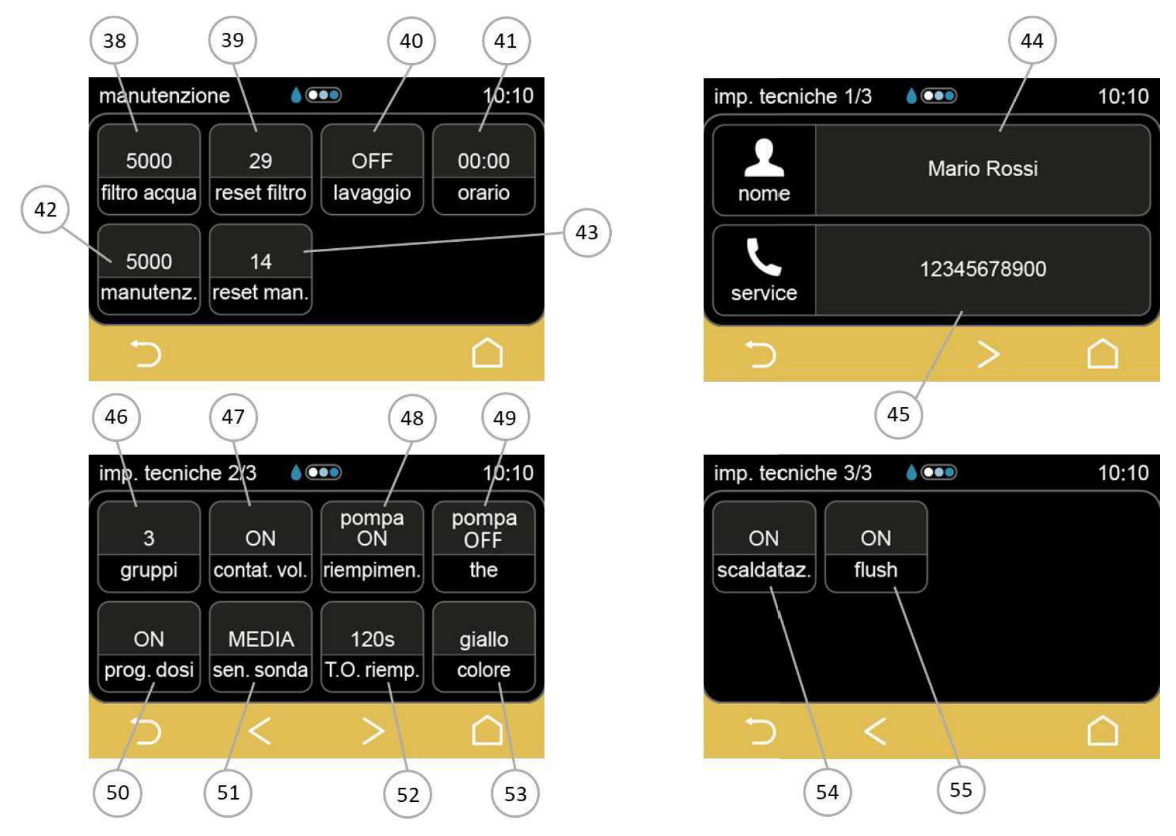 38
39
40
41
manutenzione
10:10
5000
29
OFF
00:00
filtro acqua
reset filtro
lavaggio
orario
42
43
5000
14
manutenz.
reset man.
44
imp. tecniche 1/3
10:10
Mario Rossi
nome
12345678900
service
45
46
47
48
49
imp. tecniche 2/3
10:10
3
ON
pompa
ON
pompa
OFF
gruppi
contat. vol.
riempimen.
the
ON
MEDIA
120s
giallo
prog. dosi
sen. sonda
T.O. riemp.
colore
50
51
52
53
imp. tecniche 3/3
10:10
ON
ON
scaldataz.
flush
54
55